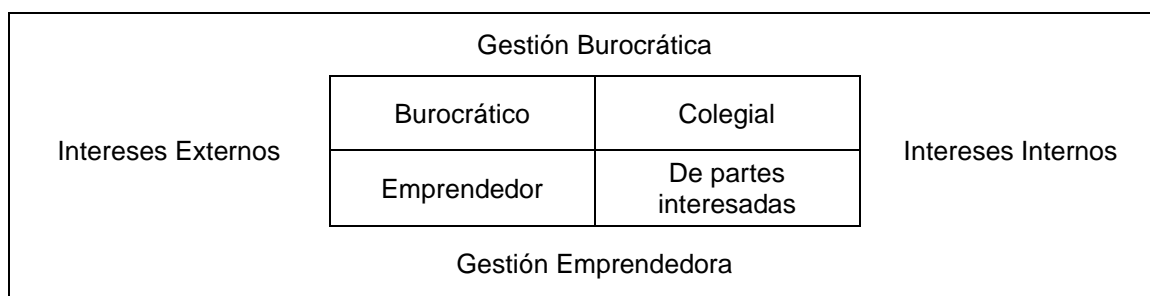 Gestión Burocrática
Burocrático
Colegial
Intereses Externos
Intereses Internos
Emprendedor
De partes
interesadas
Gestión Emprendedora